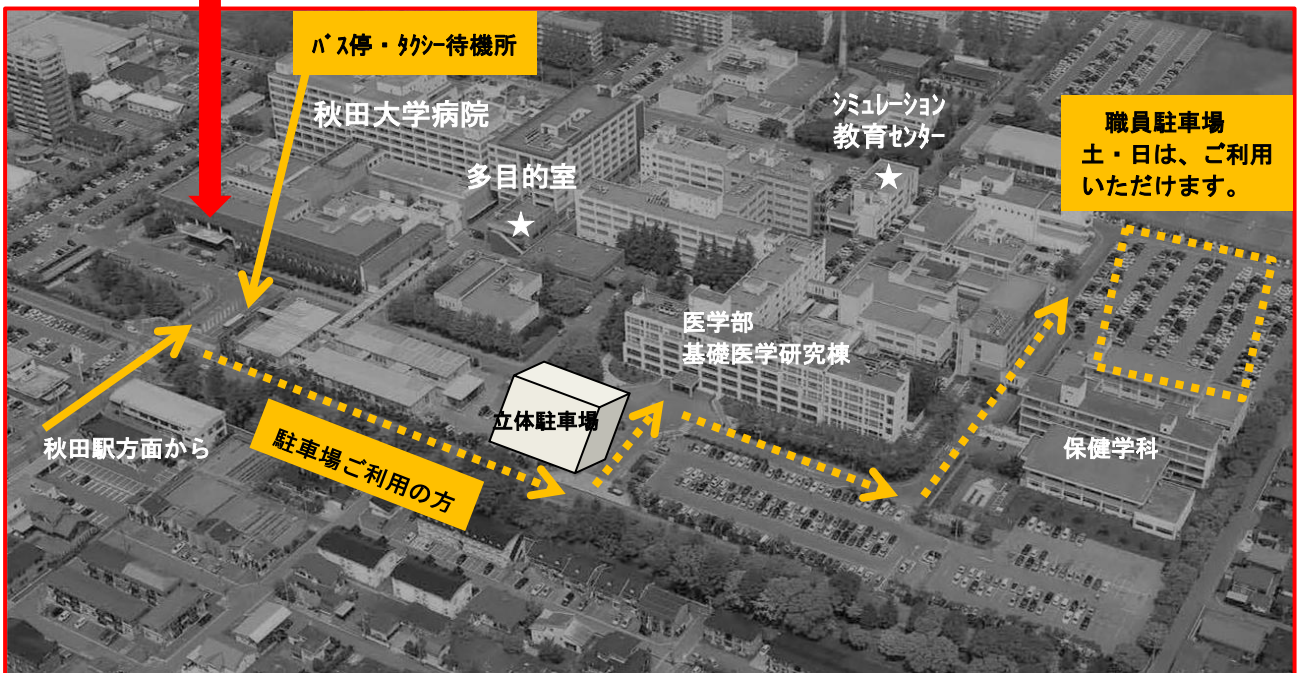 ﾊﾞｽ停・ﾀｸｼｰ待機所
秋田大学病院
ｼﾐｭﾚｰｼｮﾝ
教育ｾﾝﾀｰ
職員駐車場
土・日は、ご利用
いただけます。
多目的室
医学部
基礎医学研究棟
立体駐車場
秋田駅方面から
駐車場ご利用の方
保健学科